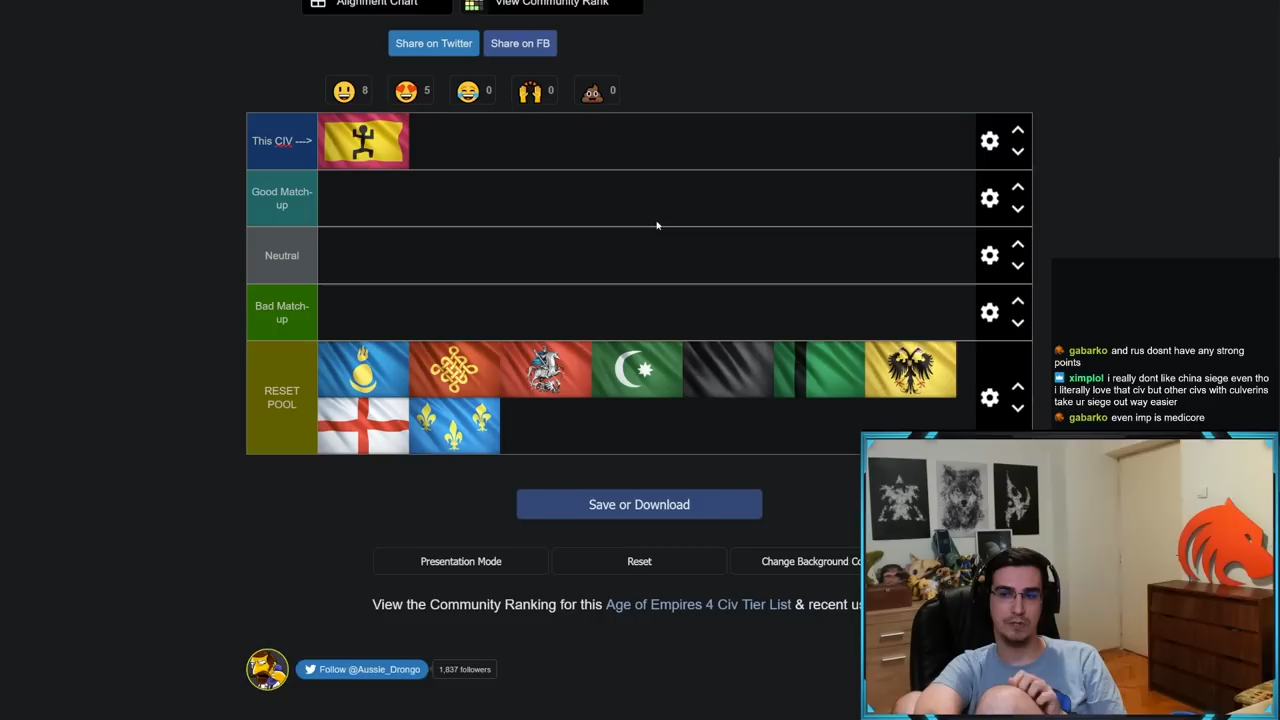 Alignment Chart
View Community Rank
Share on Twitter
Share on FB
8
5
0
0
0
This CIV --->
Good Match-
up
Neutral
Bad Match-
up
RESET
POOL
gabarko and rus dosnt have any strong
points
ximplol i really dont like china siege even tho
i literally love that civ but other civs with culverins
take ur siege out way easier
gabarko even imp is medicore
Save or Download
Presentation Mode
Reset
Change Background Co
View the Community Ranking for this Age of Empires 4 Civ Tier List & recent us
Follow @Aussie_Drongo
1,837 followers